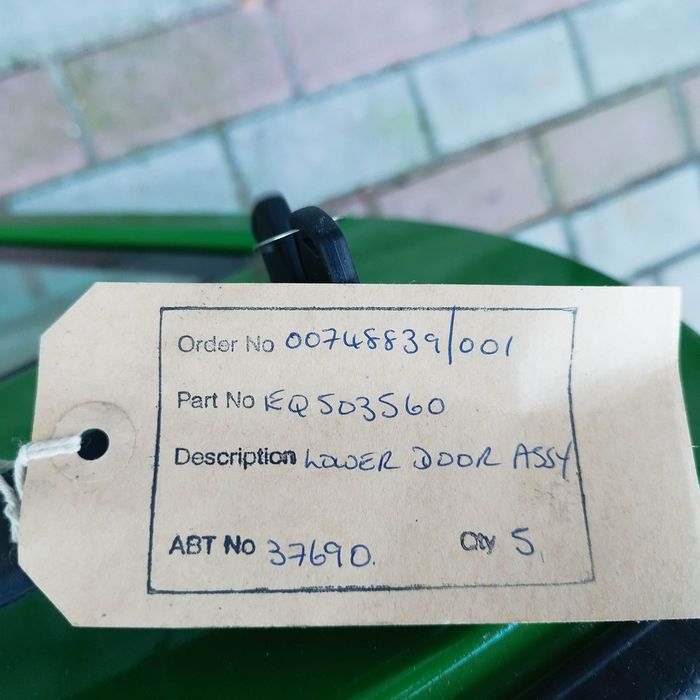 Order No 00748839/001
Part No EQ503560
Description LOWER DOOR ASSY
ABT No 37690. Qty 5